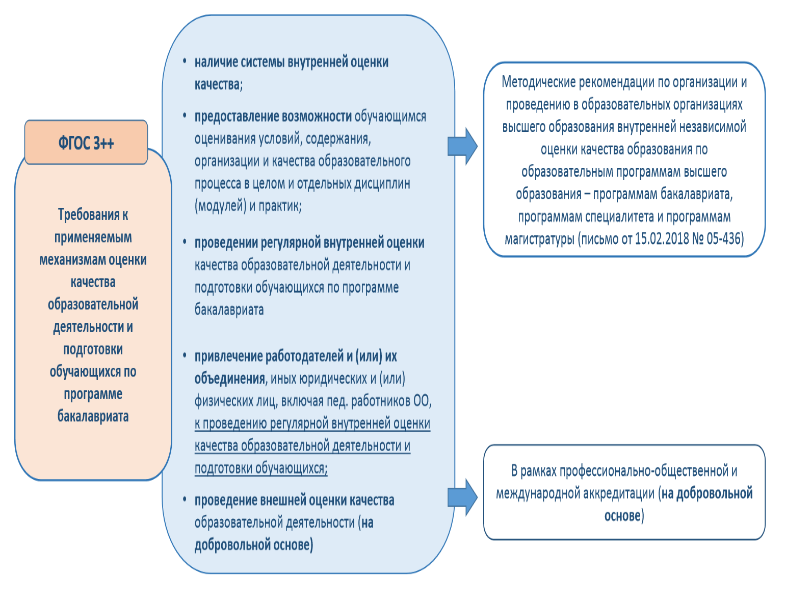 ФГОС 3++
Требования к
применяемым
механизмам оценки
качества
образовательной
деятельности и
подготовки
обучающихся по
программе
бакалавриата
• наличие системы внутренней оценки
качества;
• предоставление возможности обучающимся
оценивания условий, содержания,
организации и качества образовательного
процесса в целом и отдельных дисциплин
(модулей) и практик;
• проведении регулярной внутренней оценки
качества образовательной деятельности и
подготовки обучающихся по программе
бакалавриата
• привлечение работодателей и (или) их
объединения, иных юридических и (или)
физических лиц, включая пед. работников ОО,
к проведению регулярной внутренней оценки
качества образовательной деятельности и
подготовки обучающихся;
• проведение внешней оценки качества
образовательной деятельности (на
добровольной основе)
Методические рекомендации по организации и
проведению в образовательных организациях
высшего образования внутренней независимой
оценки качества образования по
образовательным программам высшего
образования – программам бакалавриата,
программам специалитета и программам
магистратуры (письмо от 15.02.2018 № 05-436)
В рамках профессионально-общественной и
международной аккредитации (на добровольной
основе)